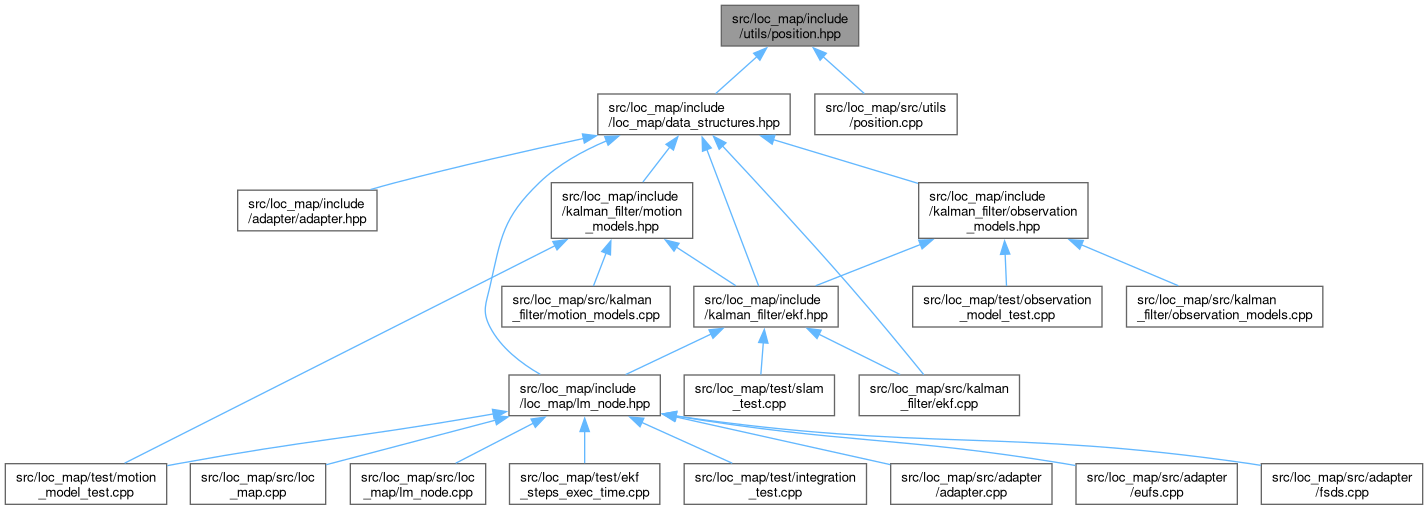 src/loc_map/include
/utils/position.hpp
src/loc_map/include
/loc_map/data_structures.hpp
src/loc_map/src/utils
/position.cpp
src/loc_map/include
/adapter/adapter.hpp
src/loc_map/include
/kalman_filter/motion
_models.hpp
src/loc_map/include
/kalman_filter/observation
_models.hpp
src/loc_map/src/kalman
_filter/motion_models.cpp
src/loc_map/include
/kalman_filter/ekf.hpp
src/loc_map/test/observation
_model_test.cpp
src/loc_map/src/kalman
_filter/observation_models.cpp
src/loc_map/include
/loc_map/lm_node.hpp
src/loc_map/test/slam
_test.cpp
src/loc_map/src/kalman
_filter/ekf.cpp
src/loc_map/test/motion
_model_test.cpp
src/loc_map/src/loc
_map.cpp
src/loc_map/src/loc
_map/lm_node.cpp
src/loc_map/test/ekf
_steps_exec_time.cpp
src/loc_map/test/integration
_test.cpp
src/loc_map/src/adapter
/adapter.cpp
src/loc_map/src/adapter
/eufs.cpp
src/loc_map/src/adapter
/fsds.cpp